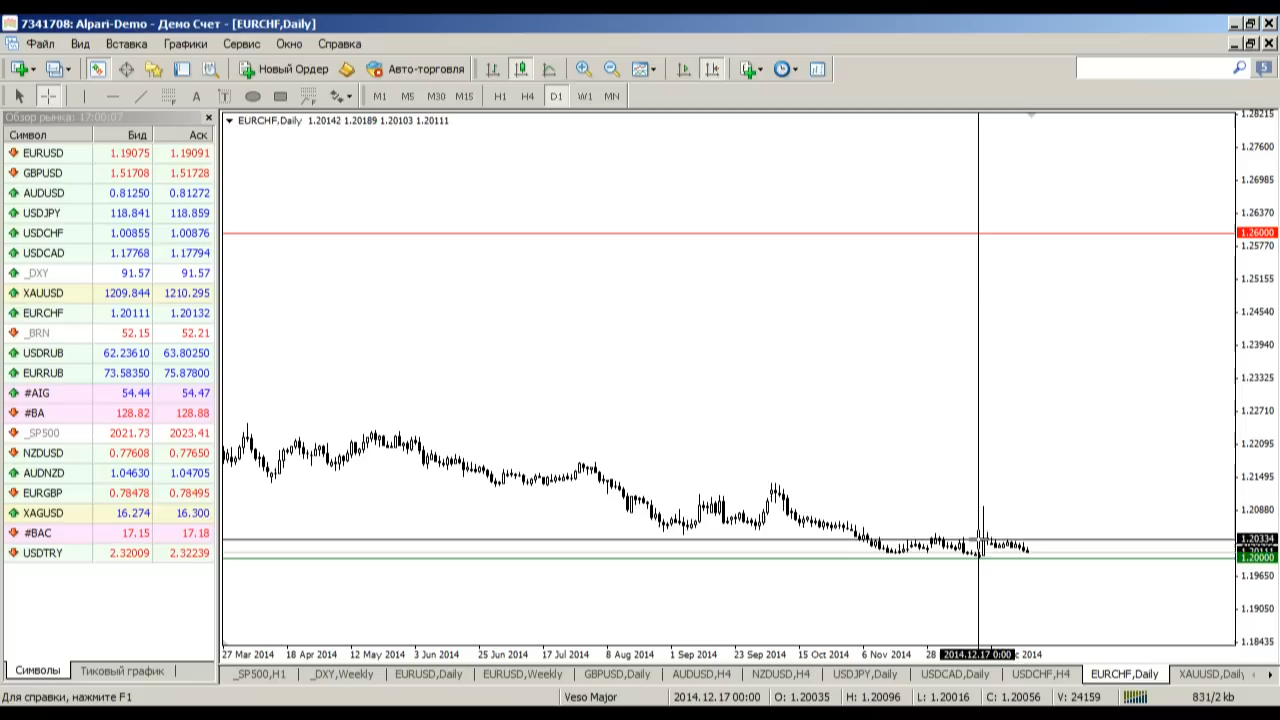 7341708: Alpari-Demo - Демо Счет - [EURCHF,Daily]
Файл Вид Вставка Графики Сервис Окно Справка
Новый Ордер Авто-торговля 5
A T M1 M5 M30 M15 H1 H4 D1 W1 MN
Обзор рынка: 17:00:07
Символ Бид Аск
EURUSD 1.19075 1.19091
GBPUSD 1.51708 1.51728
AUDUSD 0.81250 0.81272
USDJPY 118.841 118.859
USDCHF 1.00855 1.00876
USDCAD 1.17768 1.17794
_DXY 91.57 91.57
XAUUSD 1209.844 1210.295
EURCHF 1.20111 1.20132
_BRN 52.15 52.21
USDRUB 62.23610 63.80250
EURRUB 73.58350 75.87800
#AIG 54.44 54.47
#BA 128.82 128.88
_SP500 2021.73 2023.41
NZDUSD 0.77608 0.77650
AUDNZD 1.04630 1.04705
EURGBP 0.78478 0.78495
XAGUSD 16.274 16.300
#BAC 17.15 17.18
USDTRY 2.32009 2.32239
Символы Тиковый график
EURCHF,Daily 1.20142 1.20189 1.20103 1.20111
1.28215
1.27600
1.26985
1.26370
1.26000
1.25770
1.25155
1.24540
1.23940
1.23325
1.22710
1.22095
1.21495
1.20880
1.20334
1.20111
1.20000
1.19650
1.19050
1.18435
27 Mar 2014 18 Apr 2014 12 May 2014 3 Jun 2014 25 Jun 2014 17 Jul 2014 8 Aug 2014 1 Sep 2014 23 Sep 2014 15 Oct 2014 6 Nov 2014 28 2014.12.17 0:00 c 2014
_SP500,H1 _DXY,Weekly EURUSD,Daily EURUSD,Weekly GBPUSD,Daily AUDUSD,H4 NZDUSD,H4 USDJPY,Daily USDCAD,Daily USDCHF,H4 EURCHF,Daily XAUUSD,Daily
Для справки, нажмите F1 Veso Major 2014.12.17 00:00 O: 1.20035 H: 1.20096 L: 1.20016 C: 1.20056 V: 24159 831/2 kb